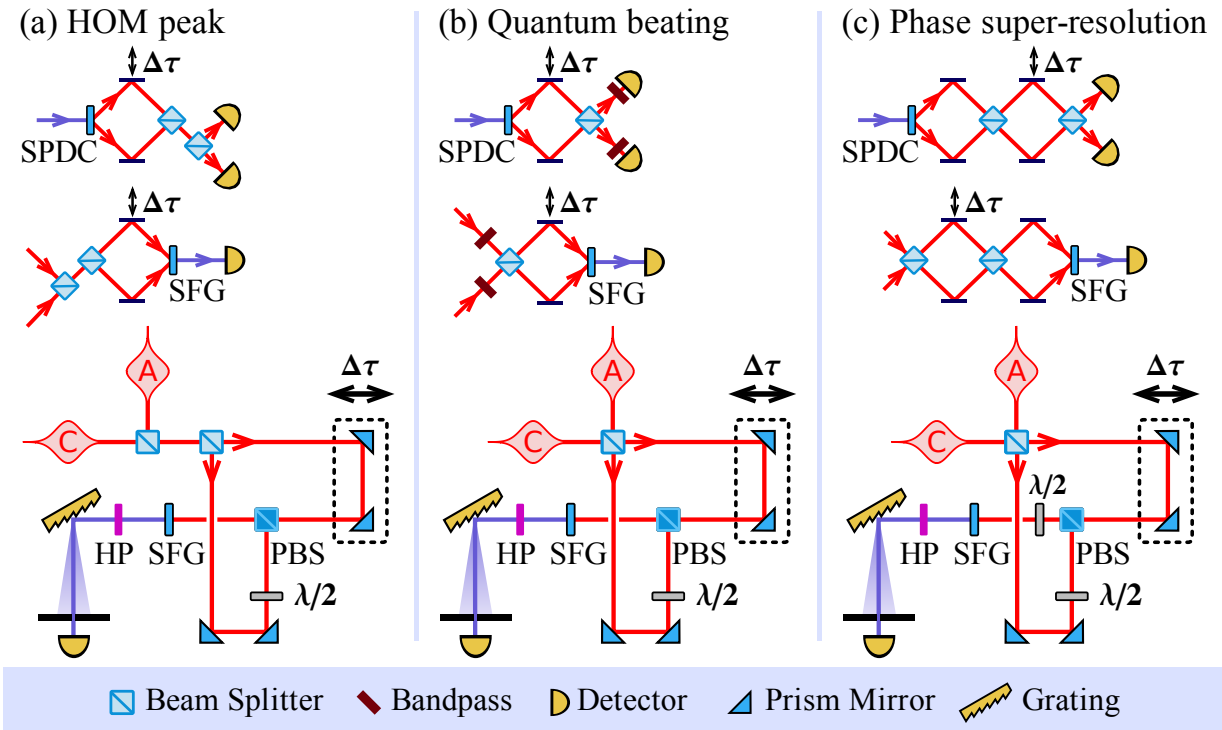 (a) HOM peak
Δτ
SPDC
Δτ
SFG
A
Δτ
C
HP
SFG
PBS
λ/2
(b) Quantum beating
Δτ
SPDC
Δτ
SFG
A
Δτ
C
HP
SFG
PBS
λ/2
(c) Phase super-resolution
Δτ
SPDC
Δτ
SFG
A
Δτ
C
λ/2
HP
SFG
PBS
λ/2
Beam Splitter
Bandpass
Detector
Prism Mirror
Grating